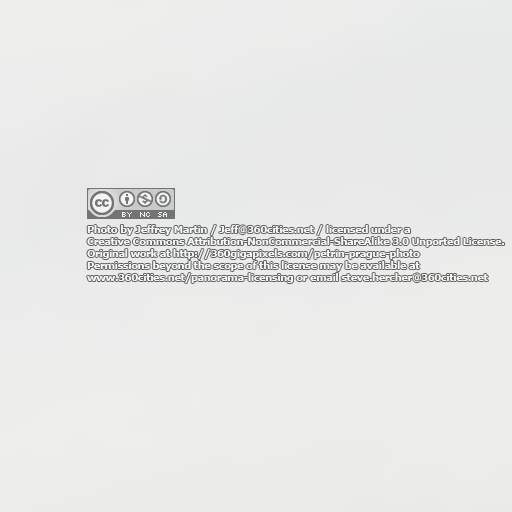 cc
BY NC SA
Photo by Jeffrey Martin / Jeff@360cities.net / licensed under a
Creative Commons Attribution-NonCommercial-ShareAlike 3.0 Unported License.
Original work at http://360gigapixels.com/petrin-prague-photo
Permissions beyond the scope of this license may be available at
www.360cities.net/panorama-licensing or email steve.hercher@360cities.net